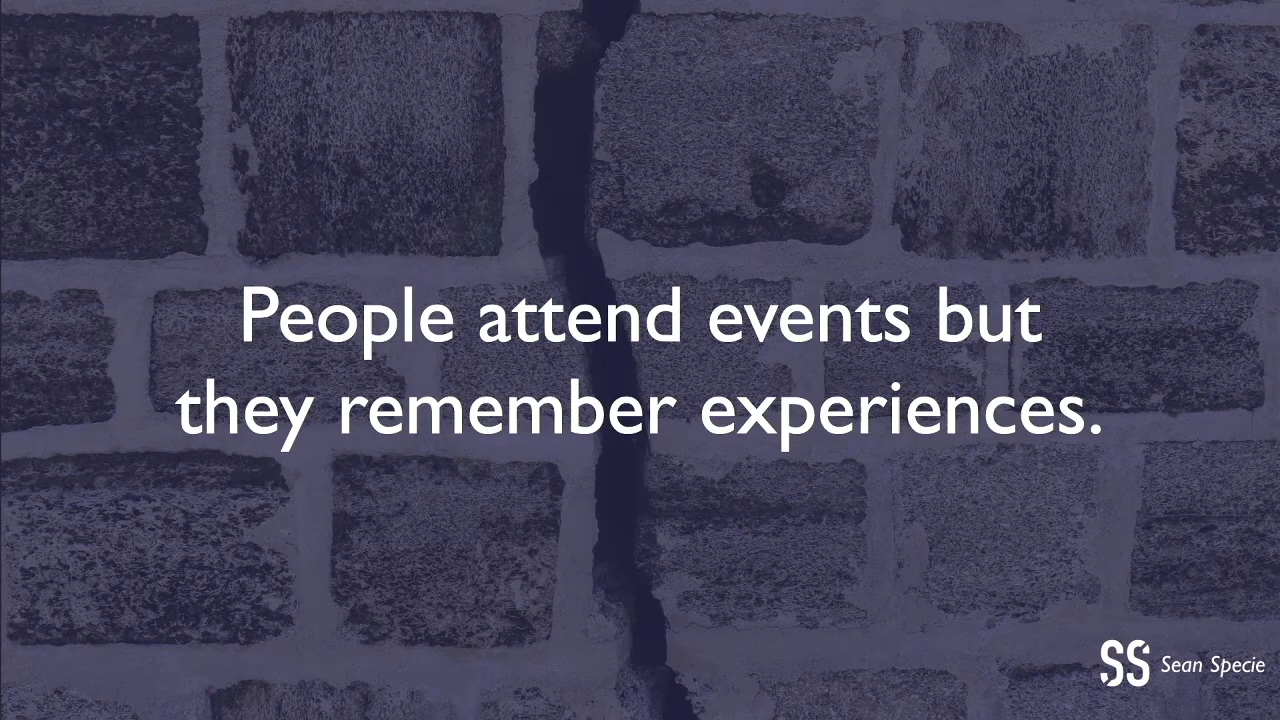 People attend events but
they remember experiences.
SS Sean Specie